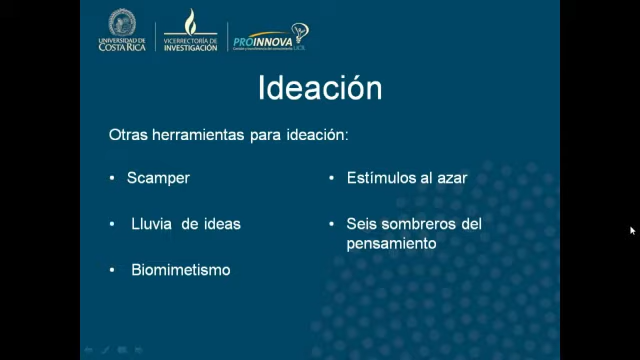 UNIVERSIDAD DE
COSTA RICA
VICERRECTORÍA DE
INVESTIGACIÓN
PROINNOVA
Ideación
Otras herramientas para ideación:
• Scamper
• Lluvia de ideas
• Biomimetismo
• Estímulos al azar
• Seis sombreros del
pensamiento